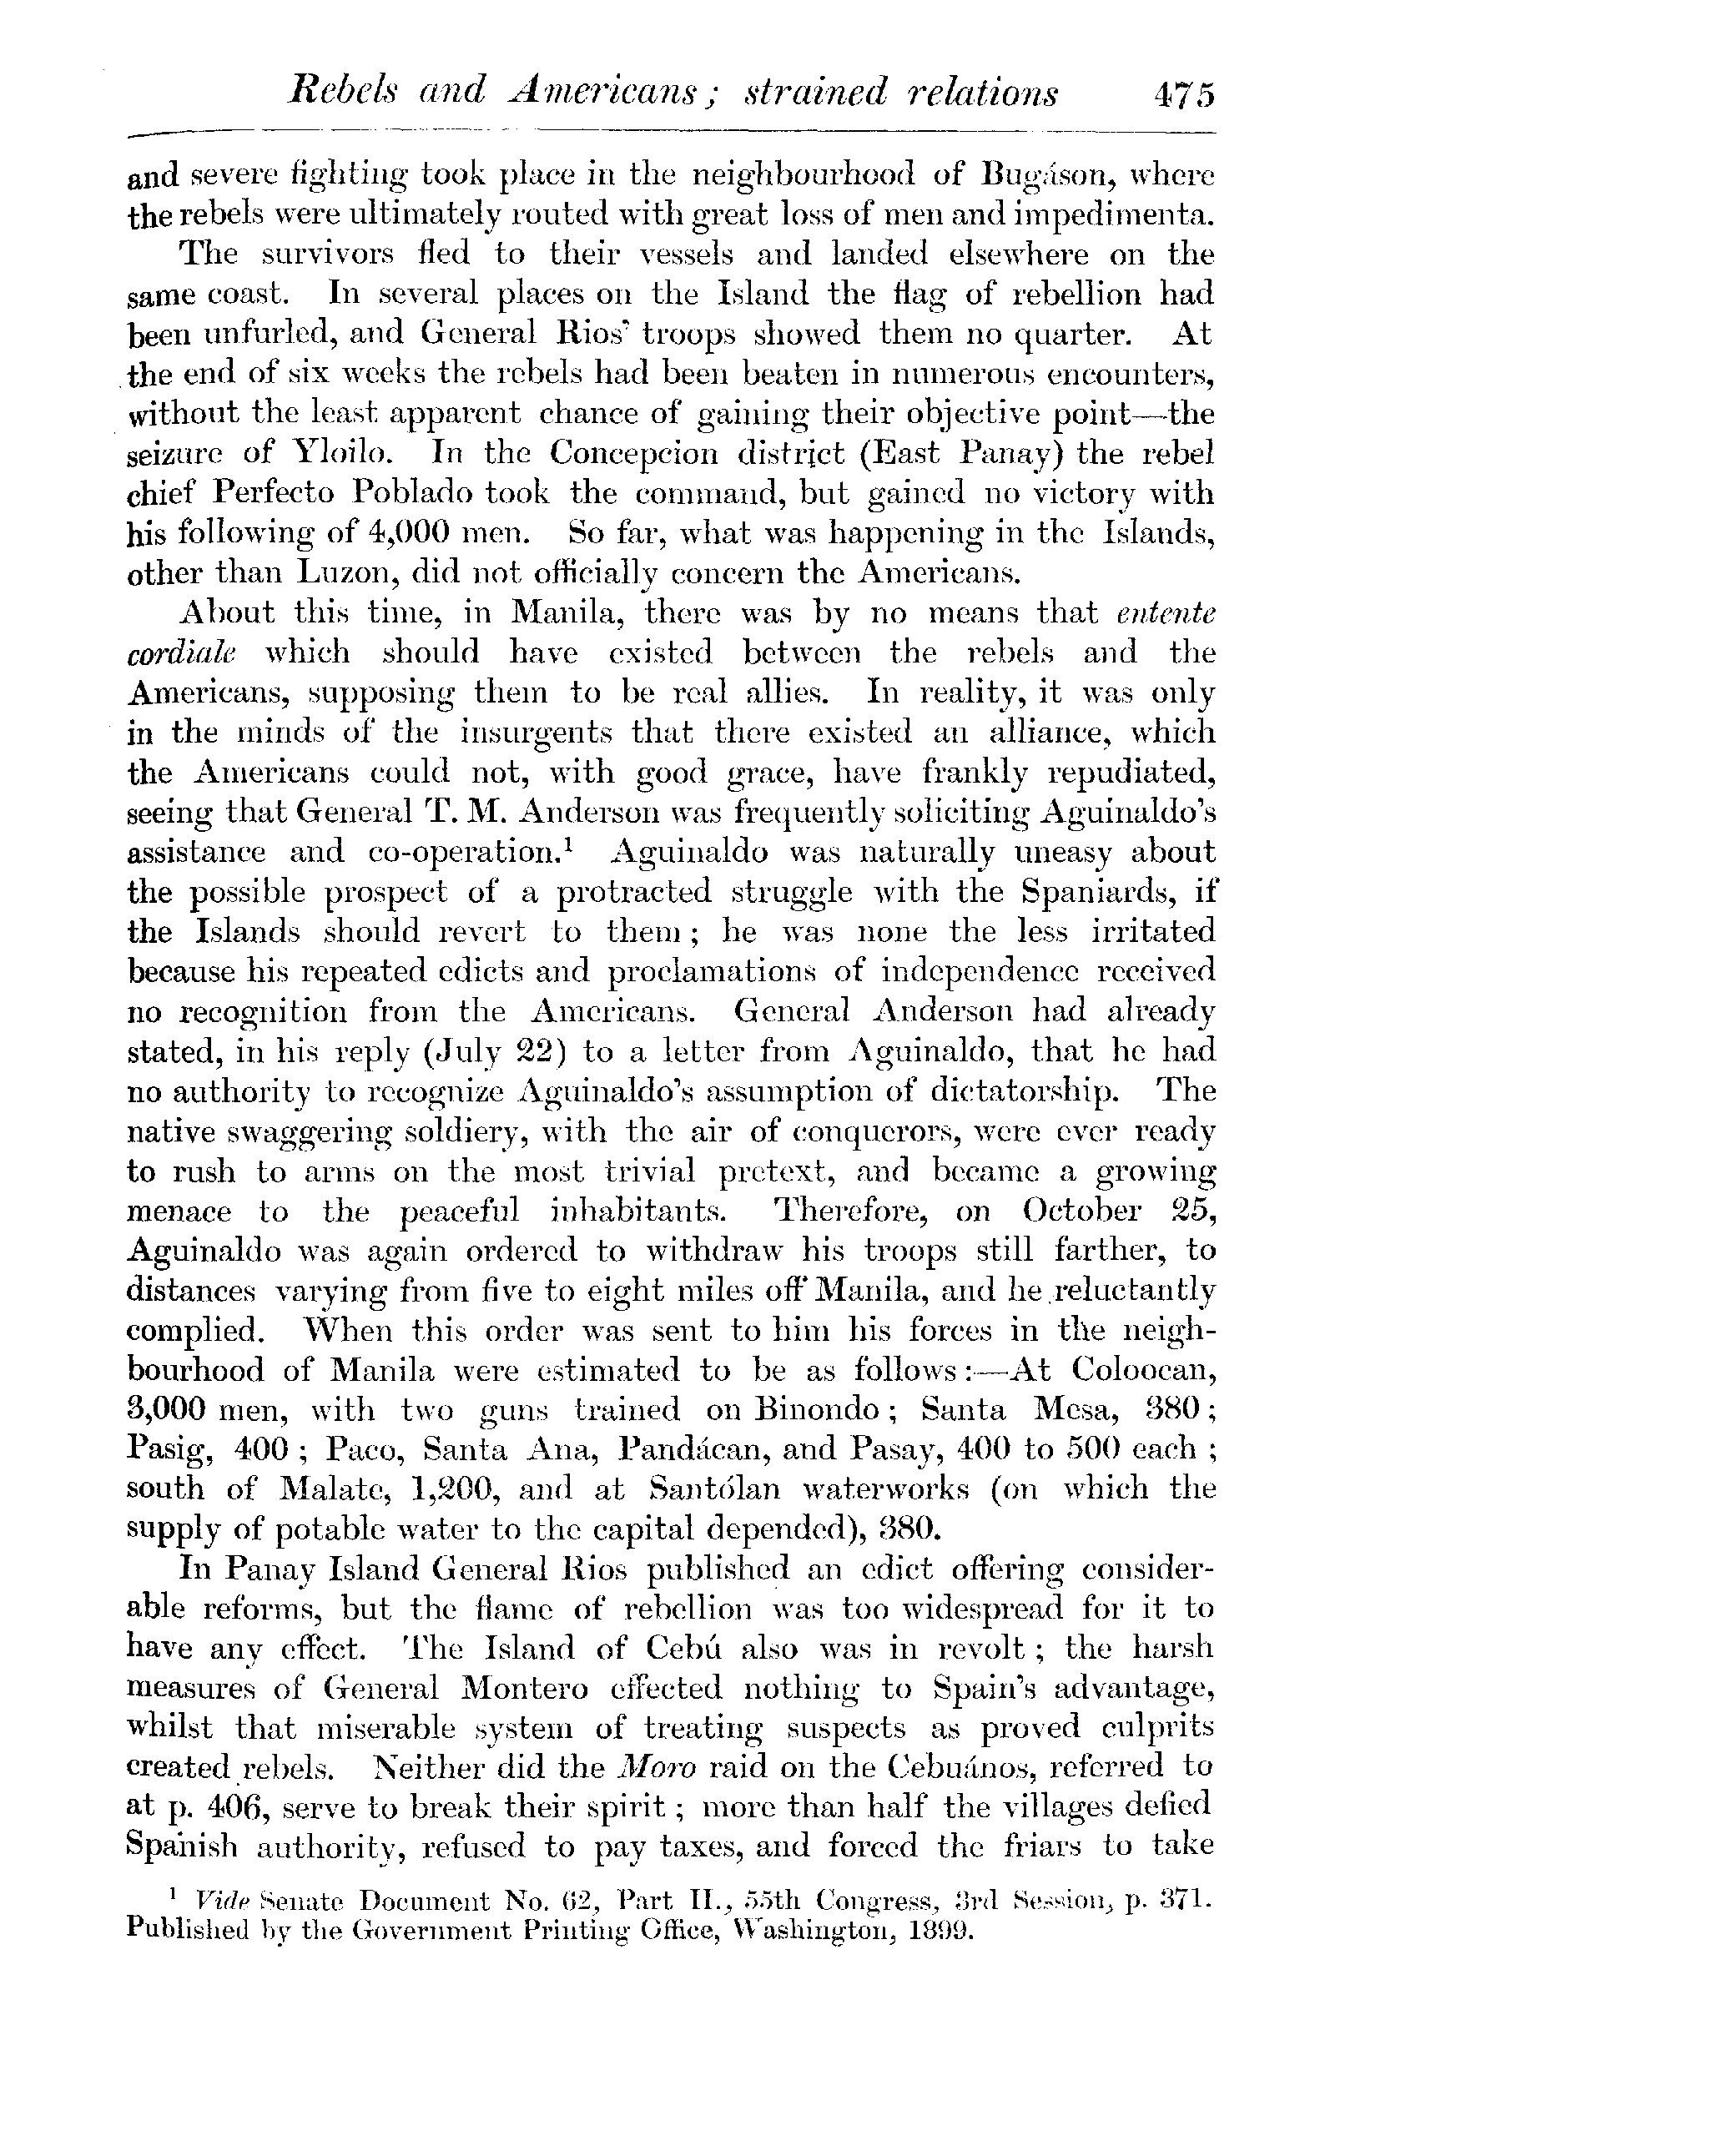 Rebels and Americans; strained relations 475
and severe fighting took place in the neighbourhood of Bugáson, where
the rebels were ultimately routed with great loss of men and impedimenta.
The survivors fled to their vessels and landed elsewhere on the
same coast. In several places on the Island the flag of rebellion had
been unfurled, and General Rios' troops showed them no quarter. At
the end of six weeks the rebels had been beaten in numerous encounters,
without the least apparent chance of gaining their objective point—the
seizure of Yloilo. In the Concepcion district (East Panay) the rebel
chief Perfecto Poblado took the command, but gained no victory with
his following of 4,000 men. So far, what was happening in the Islands,
other than Luzon, did not officially concern the Americans.
About this time, in Manila, there was by no means that entente
cordiale which should have existed between the rebels and the
Americans, supposing them to be real allies. In reality, it was only
in the minds of the insurgents that there existed an alliance, which
the Americans could not, with good grace, have frankly repudiated,
seeing that General T. M. Anderson was frequently soliciting Aguinaldo's
assistance and co-operation.¹ Aguinaldo was naturally uneasy about
the possible prospect of a protracted struggle with the Spaniards, if
the Islands should revert to them; he was none the less irritated
because his repeated edicts and proclamations of independence received
no recognition from the Americans. General Anderson had already
stated, in his reply (July 22) to a letter from Aguinaldo, that he had
no authority to recognize Aguinaldo's assumption of dictatorship. The
native swaggering soldiery, with the air of conquerors, were ever ready
to rush to arms on the most trivial pretext, and became a growing
menace to the peaceful inhabitants. Therefore, on October 25,
Aguinaldo was again ordered to withdraw his troops still farther, to
distances varying from five to eight miles off Manila, and he reluctantly
complied. When this order was sent to him his forces in the neigh-
bourhood of Manila were estimated to be as follows:—At Coloocan,
3,000 men, with two guns trained on Binondo; Santa Mesa, 380;
Pasig, 400; Paco, Santa Ana, Pandácan, and Pasay, 400 to 500 each;
south of Malate, 1,200, and at Santólan waterworks (on which the
supply of potable water to the capital depended), 380.
In Panay Island General Rios published an edict offering consider-
able reforms, but the flame of rebellion was too widespread for it to
have any effect. The Island of Cebú also was in revolt; the harsh
measures of General Montero effected nothing to Spain's advantage,
whilst that miserable system of treating suspects as proved culprits
created rebels. Neither did the Moro raid on the Cebuános, referred to
at p. 406, serve to break their spirit; more than half the villages defied
Spanish authority, refused to pay taxes, and forced the friars to take
¹ Vide Senate Document No. 62, Part II., 55th Congress, 3rd Session, p. 371.
Published by the Government Printing Office, Washington, 1899.